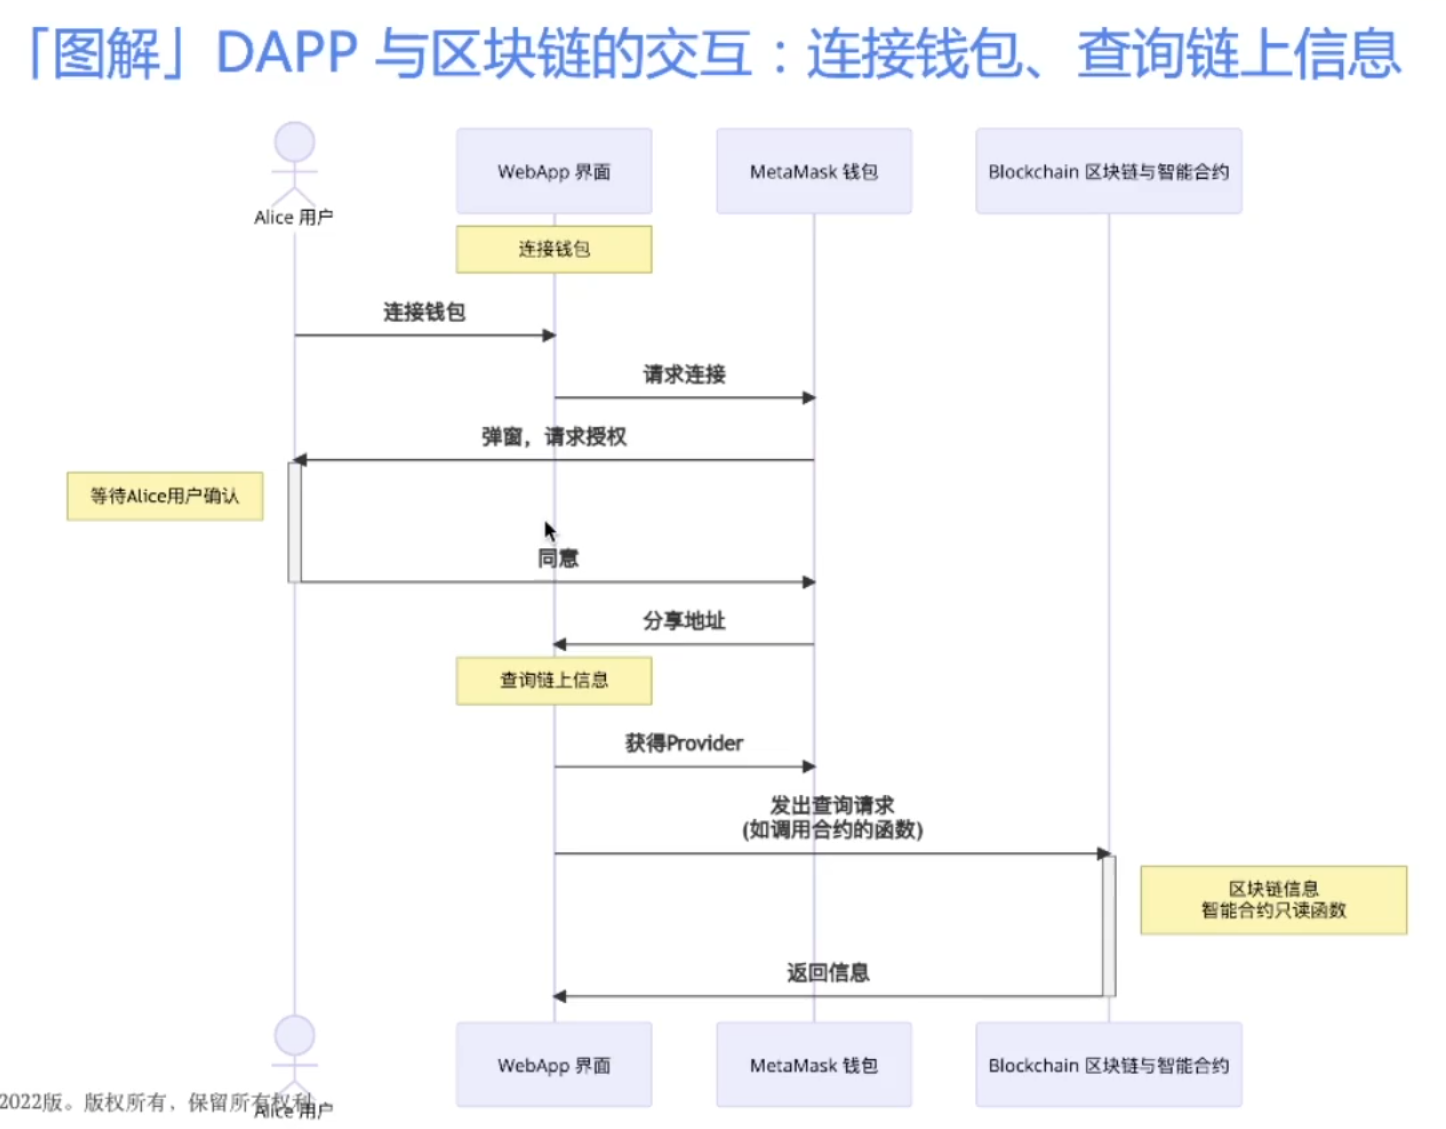 「图解」DAPP 与区块链的交互：连接钱包、查询链上信息
Alice 用户
WebApp 界面
MetaMask 钱包
Blockchain 区块链与智能合约
连接钱包
连接钱包
请求连接
弹窗，请求授权
等待Alice用户确认
同意
分享地址
查询链上信息
获得Provider
发出查询请求
(如调用合约的函数)
区块链信息
智能合约只读函数
返回信息
WebApp 界面
MetaMask 钱包
Blockchain 区块链与智能合约
2022版。版权所有，保留所有权利
Alice 用户